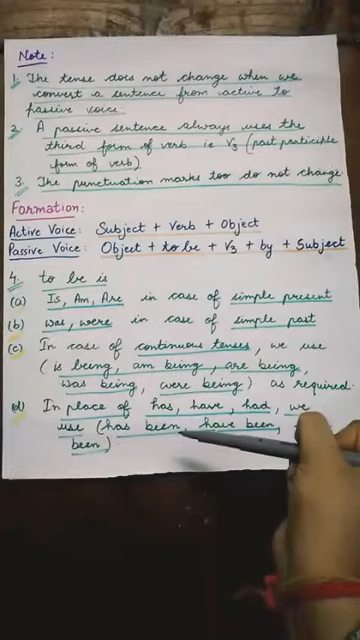 Note:
1. The tense does not change when we
convert a sentence from active to
passive voice.
2. A passive sentence always uses the
third form of verb ie V3 (past participle
form of verb)
3. The punctuation marks too do not change.
Formation:
Active Voice: Subject + Verb + Object
Passive Voice: Object + to be + V3 + by + Subject
4. to be is
(a) Is, Am, Are in case of simple present
(b) was, were in case of simple past
(c) In case of continuous tenses, we use
(is being, am being, are being,
was being, were being) as required.
(d) In place of has, have, had, we
use (has been, have been,
been)